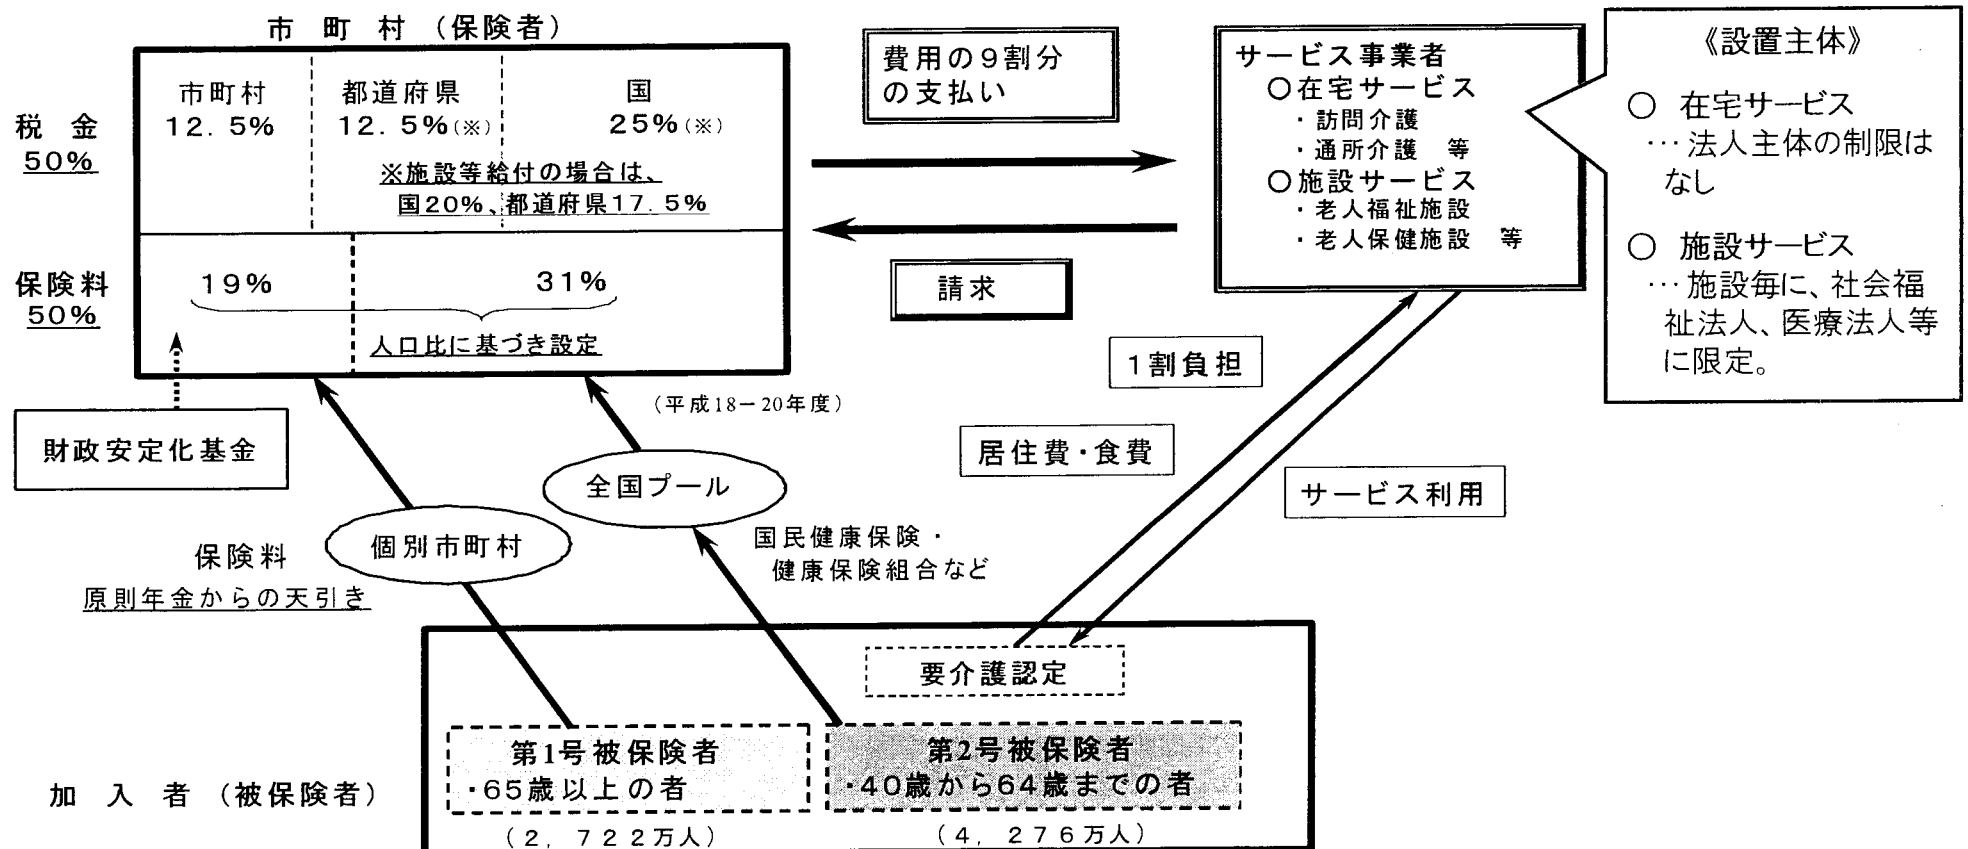 市 町 村 （保険者）
税 金
50%
市町村
12.5%
都道府県
12.5%(※)
国
25%(※)
※施設等給付の場合は、
国20%、都道府県17.5%
保険料
50%
19%
31%
人口比に基づき設定
財政安定化基金
（平成18－20年度）
費用の9割分
の支払い
請求
サービス事業者
○在宅サービス
・訪問介護
・通所介護 等
○施設サービス
・老人福祉施設
・老人保健施設 等
《設置主体》
○ 在宅サービス
…法人主体の制限は
なし
○ 施設サービス
…施設毎に、社会福
祉法人、医療法人等
に限定。
1割負担
居住費・食費
サービス利用
全国プール
個別市町村
保険料
原則年金からの天引き
国民健康保険・
健康保険組合など
要介護認定
加 入 者 （被保険者）
第1号被保険者
・65歳以上の者
（2，722万人）
第2号被保険者
・40歳から64歳までの者
（4，276万人）